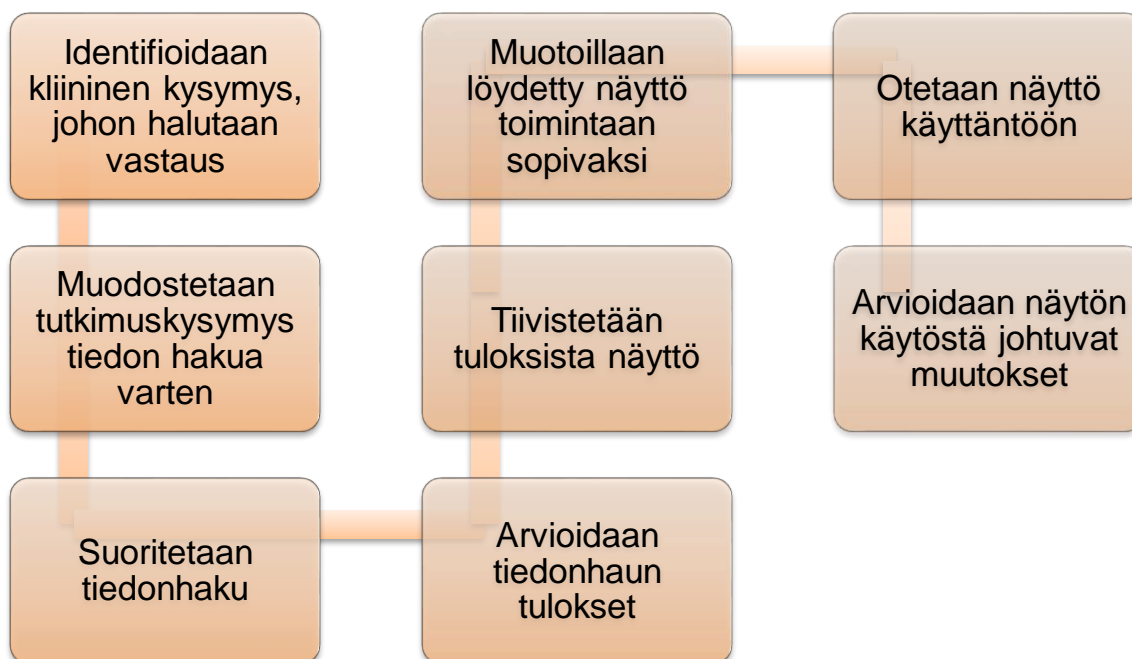 Identifioidaan
kliininen kysymys,
johon halutaan
vastaus
Muodostetaan
tutkimuskysymys
tiedon hakua
varten
Suoritetaan
tiedonhaku
Arvioidaan
tiedonhaun
tulokset
Tiivistetään
tuloksista näyttö
Muotoillaan
löydetty näyttö
toimintaan
sopivaksi
Otetaan näyttö
käyttäntöön
Arvioidaan näytön
käytöstä johtuvat
muutokset